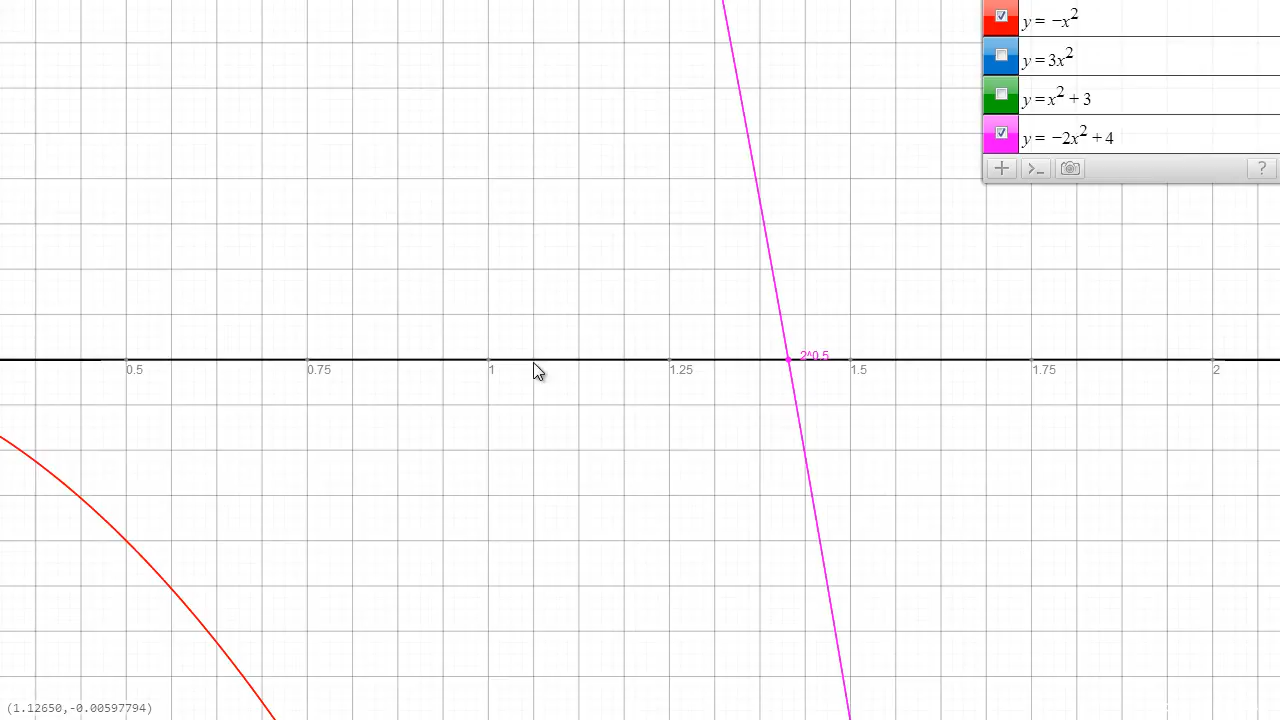 y = −x²
y = 3x²
y = x² + 3
y = −2x² + 4
?
2^0.5
0.5 0.75 1 1.25 1.5 1.75 2
(1.12650,-0.00597794)